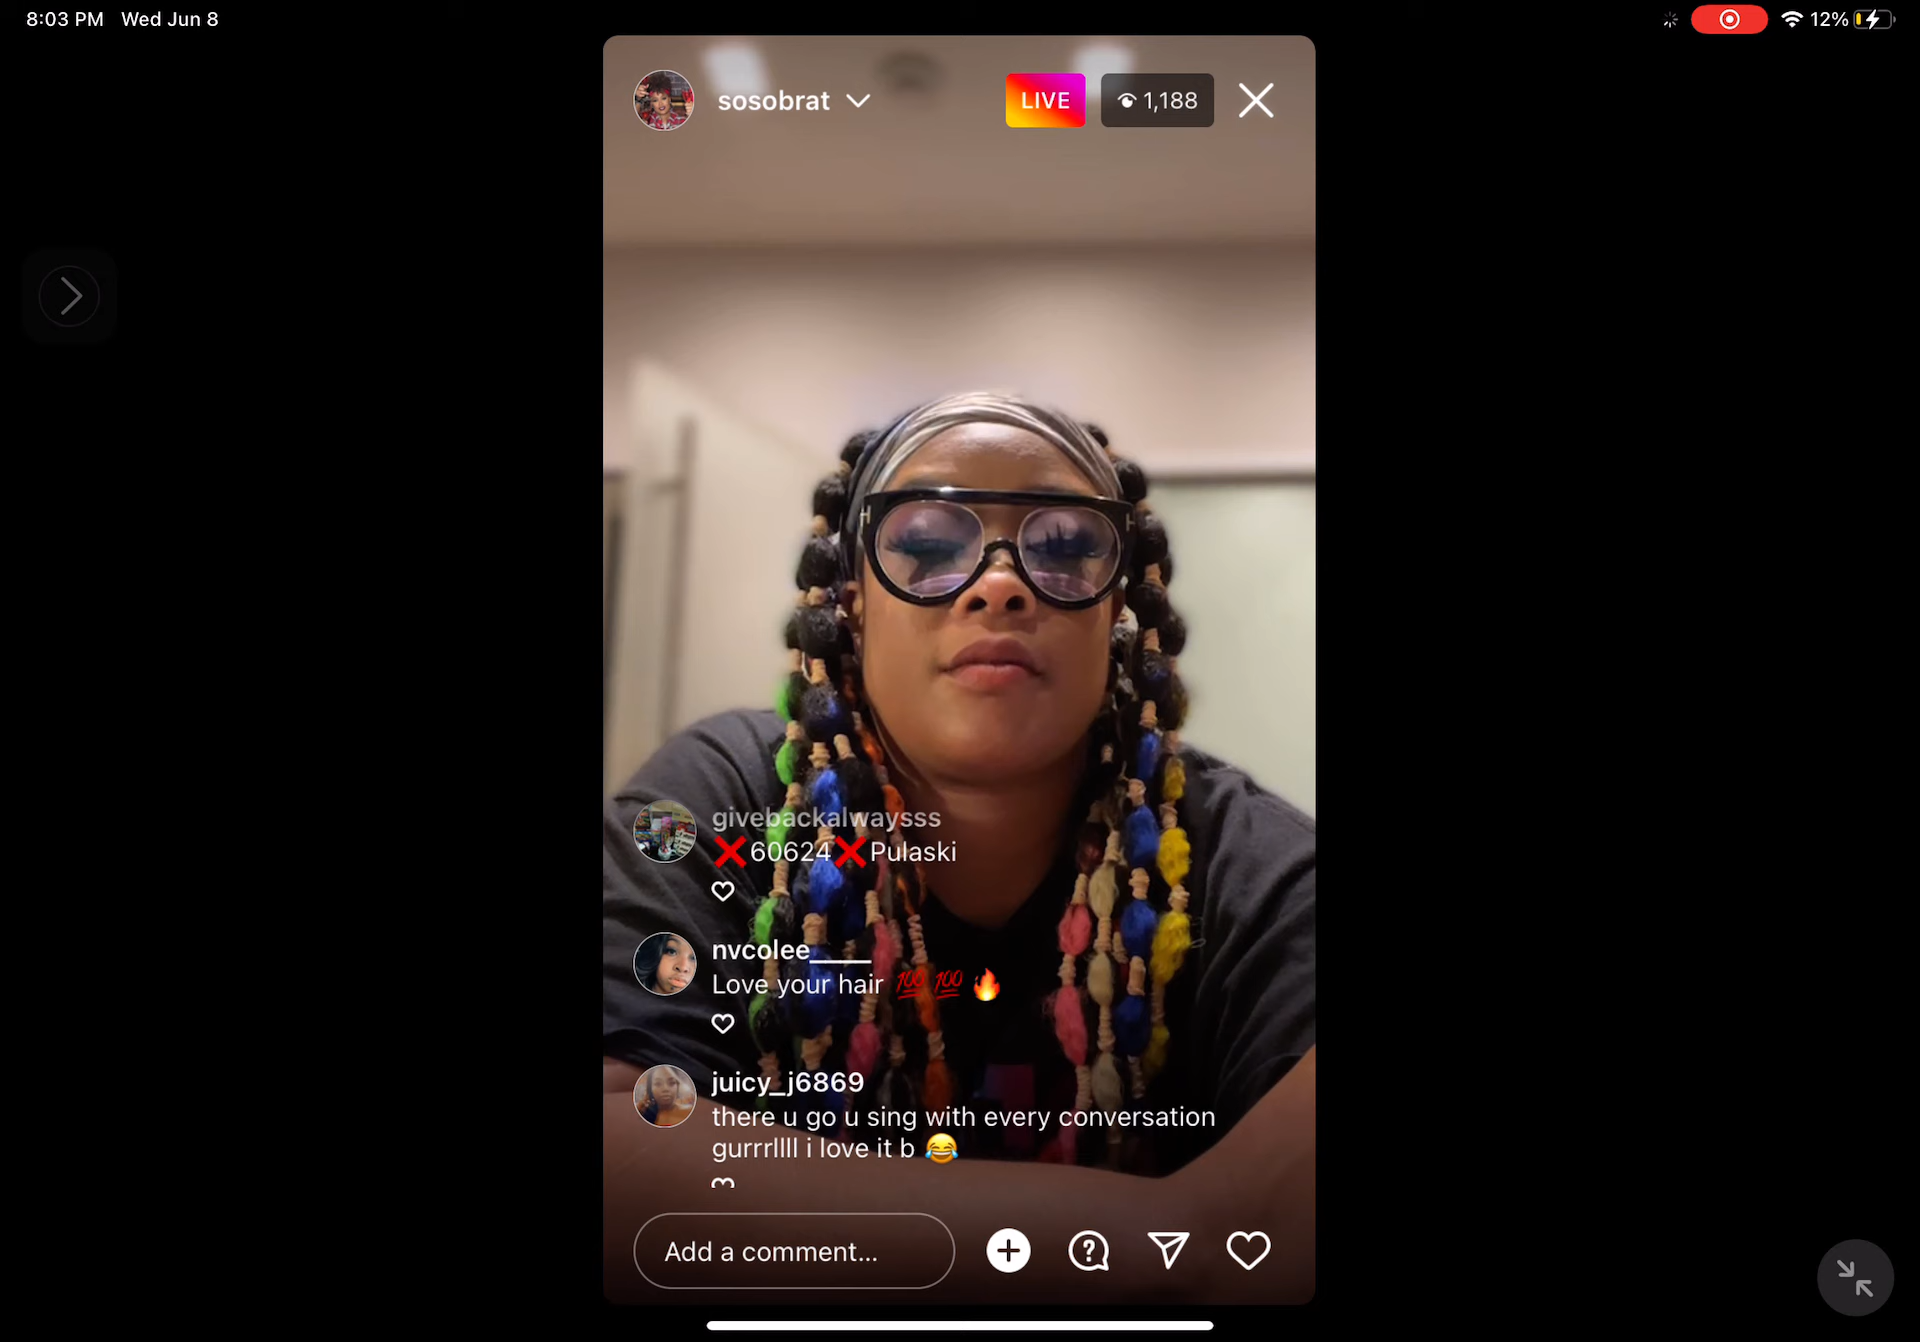 8:03 PM Wed Jun 8
12%
sosobrat
LIVE
1,188
givebackalwaysss
❌60624❌Pulaski
nvcolee____
Love your hair 💯💯🔥
juicy_j6869
there u go u sing with every conversation
gurrrllll i love it b 😂
Add a comment...